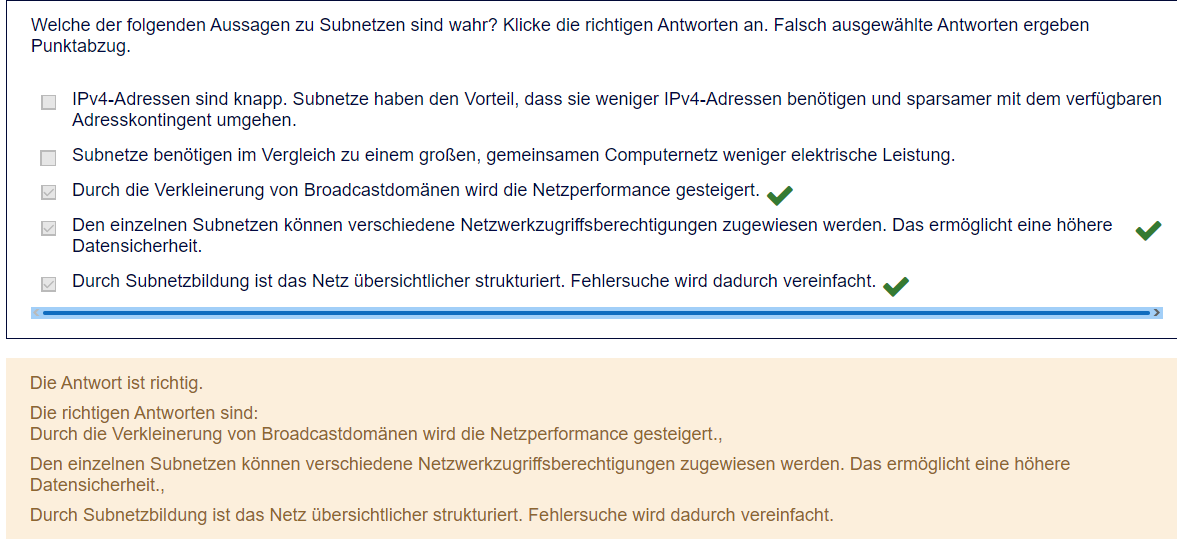 Welche der folgenden Aussagen zu Subnetzen sind wahr? Klicke die richtigen Antworten an. Falsch ausgewählte Antworten ergeben
Punktabzug.
IPv4-Adressen sind knapp. Subnetze haben den Vorteil, dass sie weniger IPv4-Adressen benötigen und sparsamer mit dem verfügbaren
Adresskontingent umgehen.
Subnetze benötigen im Vergleich zu einem großen, gemeinsamen Computernetz weniger elektrische Leistung.
Durch die Verkleinerung von Broadcastdomänen wird die Netzperformance gesteigert.
Den einzelnen Subnetzen können verschiedene Netzwerkzugriffsberechtigungen zugewiesen werden. Das ermöglicht eine höhere
Datensicherheit.
Durch Subnetzbildung ist das Netz übersichtlicher strukturiert. Fehlersuche wird dadurch vereinfacht.
Die Antwort ist richtig.
Die richtigen Antworten sind:
Durch die Verkleinerung von Broadcastdomänen wird die Netzperformance gesteigert.,
Den einzelnen Subnetzen können verschiedene Netzwerkzugriffsberechtigungen zugewiesen werden. Das ermöglicht eine höhere
Datensicherheit.,
Durch Subnetzbildung ist das Netz übersichtlicher strukturiert. Fehlersuche wird dadurch vereinfacht.